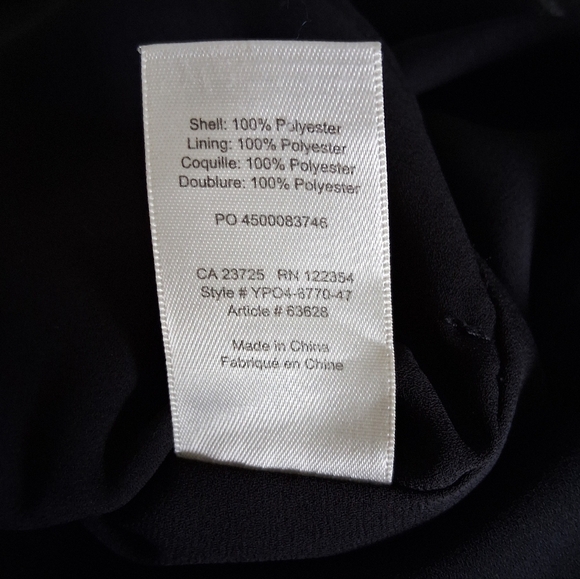 Shell: 100% Polyester
Lining: 100% Polyester
Coquille: 100% Polyester
Doublure: 100% Polyester
PO 4500083746
CA 23725 RN 122354
Style # YPO4-6770-47
Article # 63628
Made in China
Fabriqué en Chine